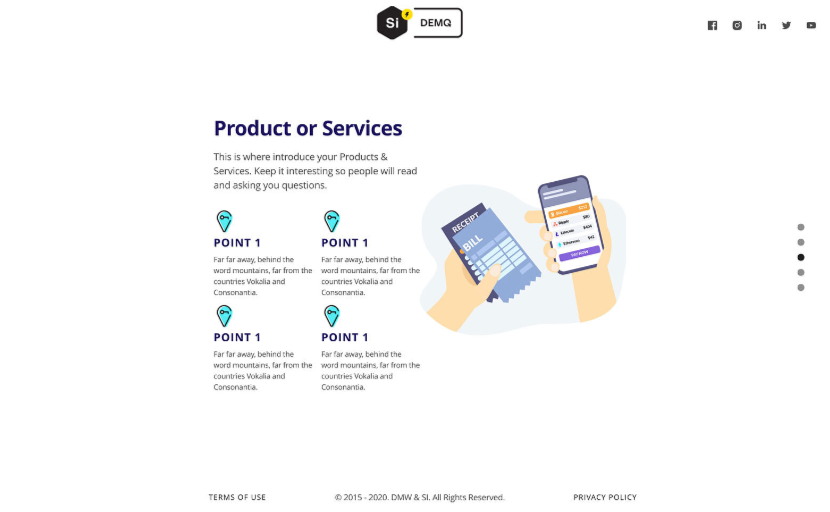 Si
DEMQ
Product or Services
This is where introduce your Products &
Services. Keep it interesting so people will read
and asking you questions.
POINT 1
Far far away, behind the
word mountains, far from the
countries Vokalia and
Consonantia.
POINT 1
Far far away, behind the
word mountains, far from the
countries Vokalia and
Consonantia.
POINT 1
Far far away, behind the
word mountains, far from the
countries Vokalia and
Consonantia.
POINT 1
Far far away, behind the
word mountains, far from the
countries Vokalia and
Consonantia.
RECEIPT
BILL
Ripple
Litecoin
Ethereum
PAY NOW
TERMS OF USE
© 2015 - 2020. DMW & SI. All Rights Reserved.
PRIVACY POLICY